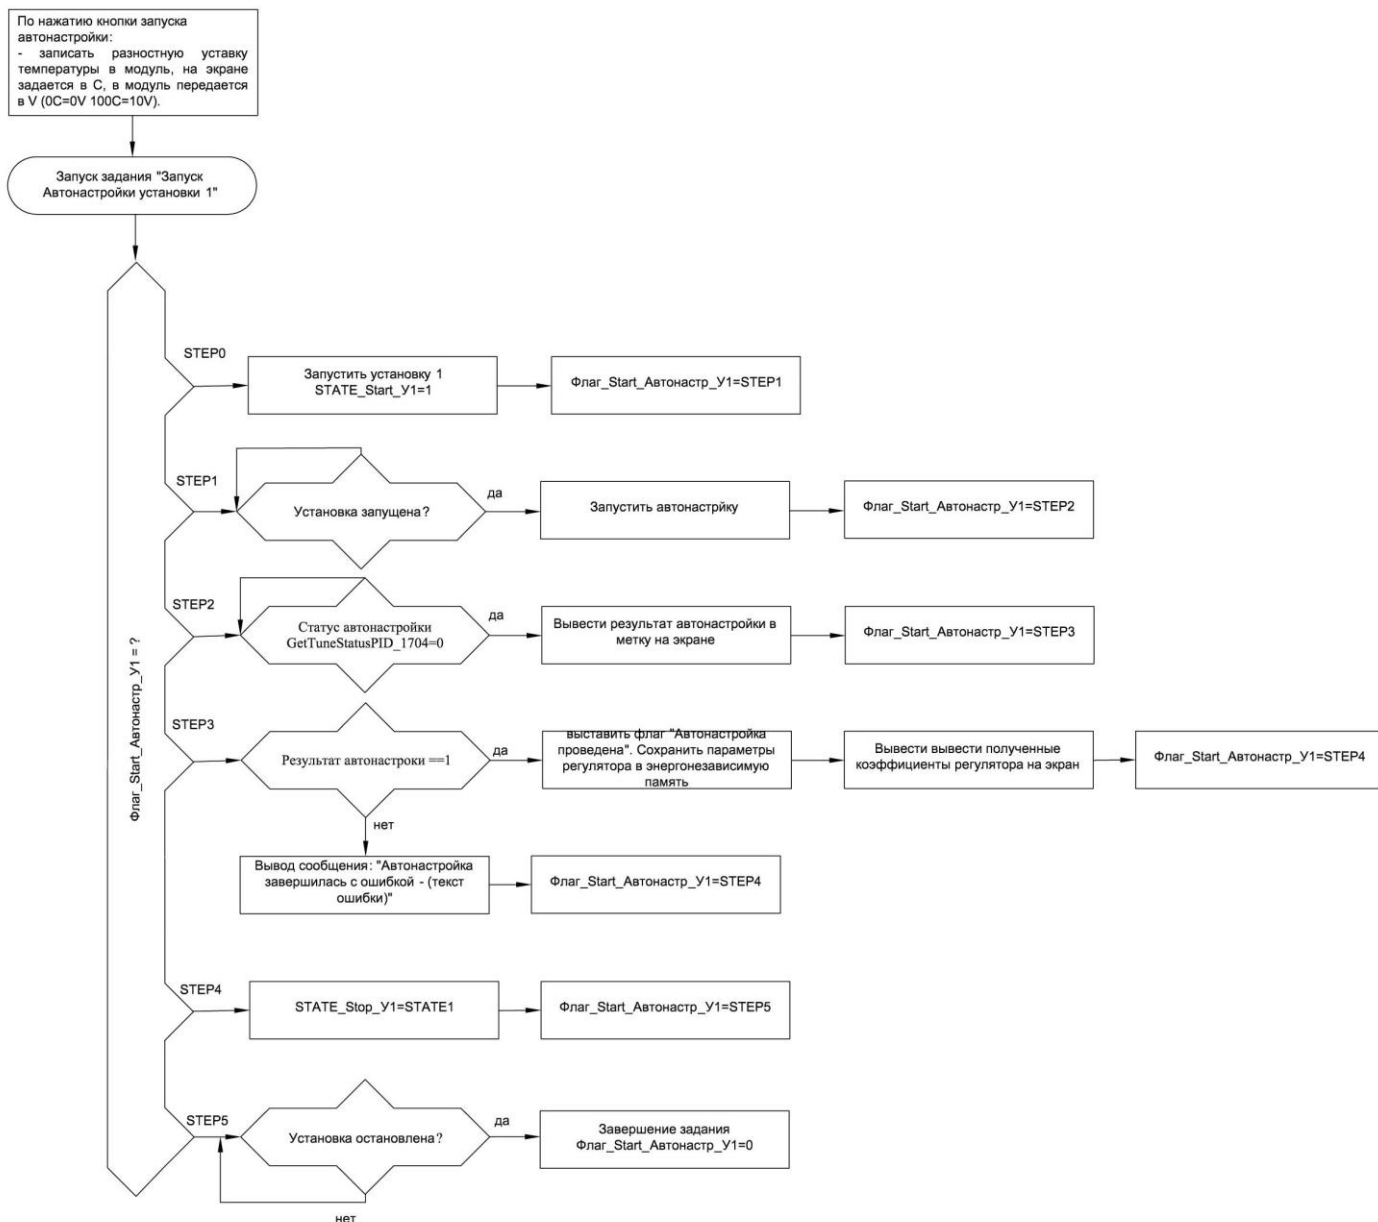 По нажатию кнопки запуска
автонастройки:
- записать разностную уставку
температуры в модуль, на экране
задается в С, в модуль передается
в V (0С=0V 100С=10V).
Запуск задания "Запуск
Автонастройки установки 1"
Флаг_Start_Автонастр_У1 = ?
STEP0
Запустить установку 1
STATE_Start_У1=1
Флаг_Start_Автонастр_У1=STEP1
STEP1
Установка запущена?
да
Запустить автонастрйку
Флаг_Start_Автонастр_У1=STEP2
STEP2
Статус автонастройки
GetTuneStatusPID_1704=0
да
Вывести результат автонастройки в
метку на экране
Флаг_Start_Автонастр_У1=STEP3
STEP3
Результат автонастроки ==1
да
выставить флаг "Автонастройка
проведена". Сохранить параметры
регулятора в энергонезависимую
память
Вывести вывести полученные
коэффициенты регулятора на экран
Флаг_Start_Автонастр_У1=STEP4
нет
Вывод сообщения: "Автонастройка
завершилась с ошибкой - (текст
ошибки)"
Флаг_Start_Автонастр_У1=STEP4
STEP4
STATE_Stop_У1=STATE1
Флаг_Start_Автонастр_У1=STEP5
STEP5
Установка остановлена?
да
Завершение задания
Флаг_Start_Автонастр_У1=0
нет